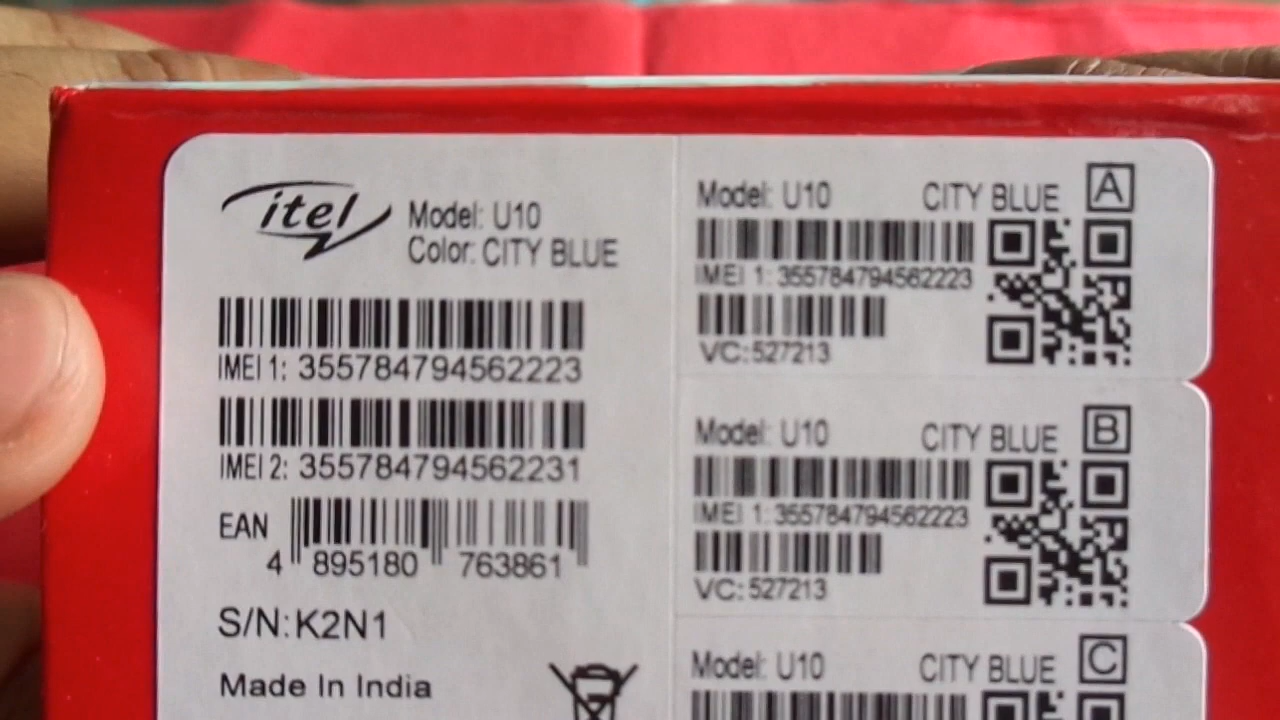 itel
Model: U10
Color: CITY BLUE
IMEI 1: 355784794562223
IMEI 2: 355784794562231
EAN
4 895180 763861
S/N:K2N1
Made In India
Model: U10 CITY BLUE A
IMEI 1: 355784794562223
VC:527213
Model: U10 CITY BLUE B
IMEI 1: 355784794562223
VC:527213
Model: U10 CITY BLUE C